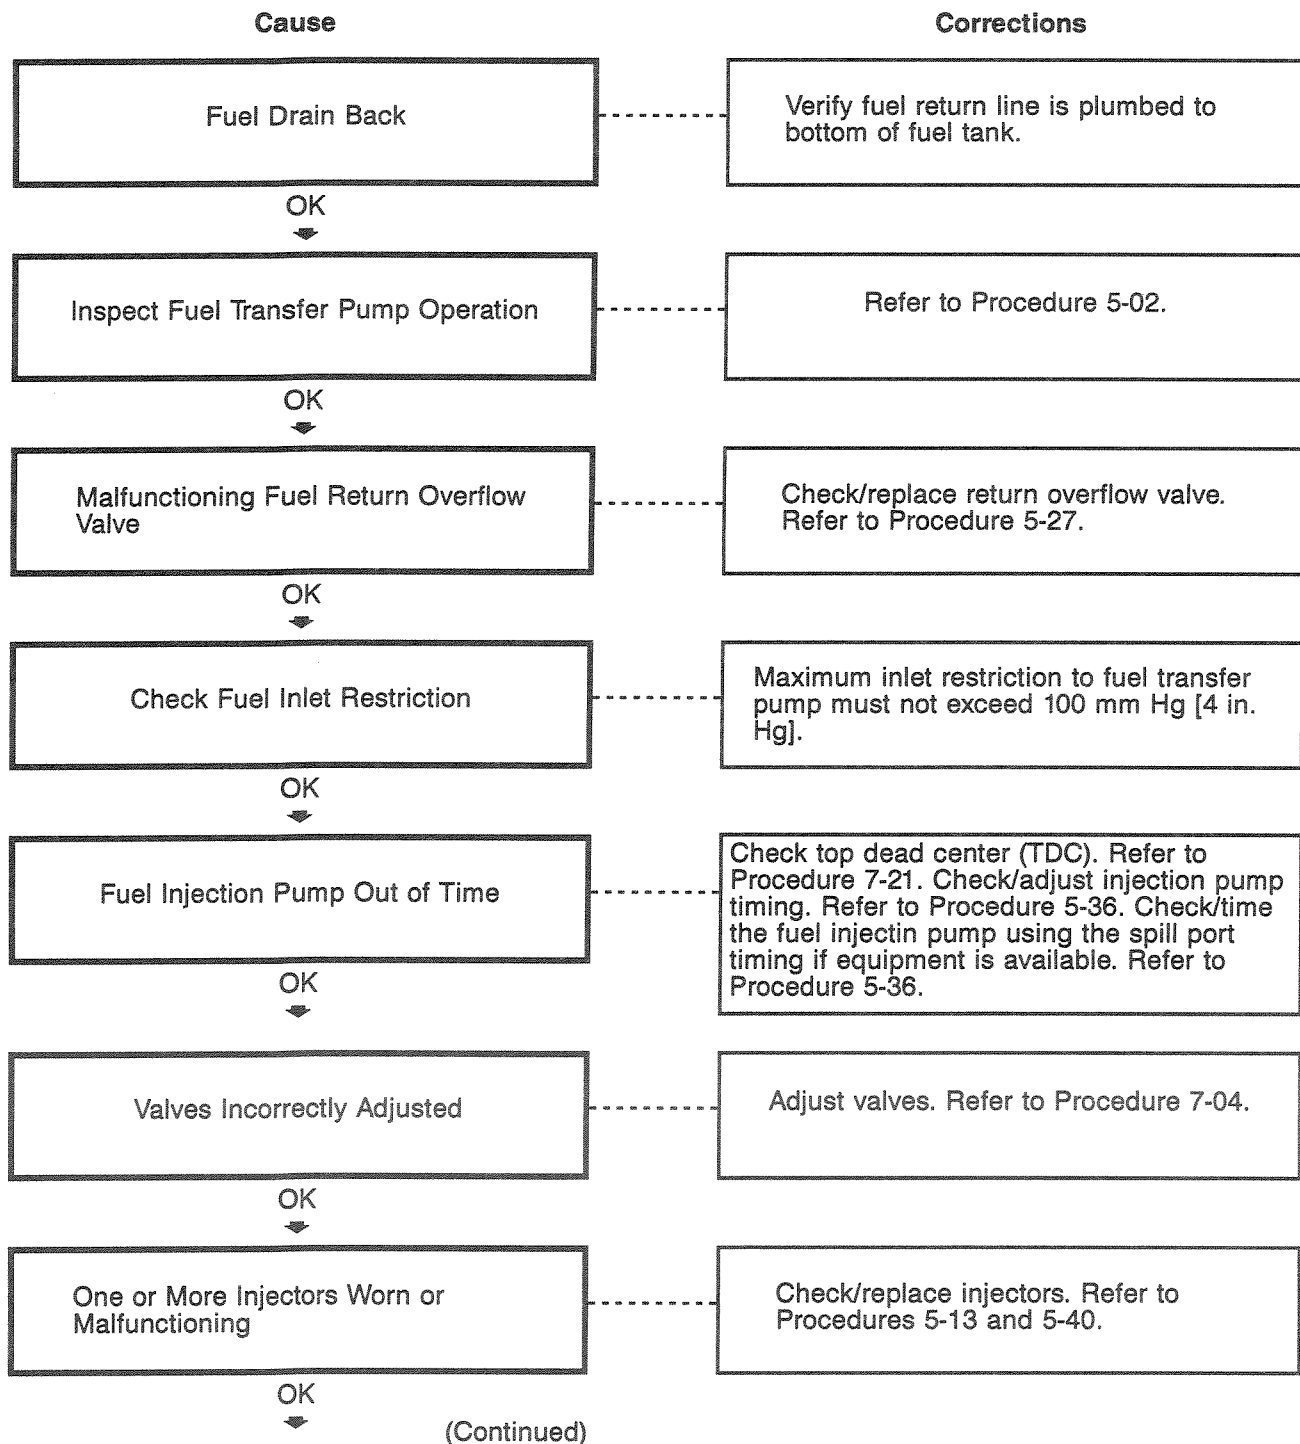 Cause
Corrections
Fuel Drain Back
Verify fuel return line is plumbed to
bottom of fuel tank.
OK
Inspect Fuel Transfer Pump Operation
Refer to Procedure 5-02.
OK
Malfunctioning Fuel Return Overflow
Valve
Check/replace return overflow valve.
Refer to Procedure 5-27.
OK
Check Fuel Inlet Restriction
Maximum inlet restriction to fuel transfer
pump must not exceed 100 mm Hg [4 in.
Hg].
OK
Fuel Injection Pump Out of Time
Check top dead center (TDC). Refer to
Procedure 7-21. Check/adjust injection pump
timing. Refer to Procedure 5-36. Check/time
the fuel injectin pump using the spill port
timing if equipment is available. Refer to
Procedure 5-36.
OK
Valves Incorrectly Adjusted
Adjust valves. Refer to Procedure 7-04.
OK
One or More Injectors Worn or
Malfunctioning
Check/replace injectors. Refer to
Procedures 5-13 and 5-40.
OK
(Continued)